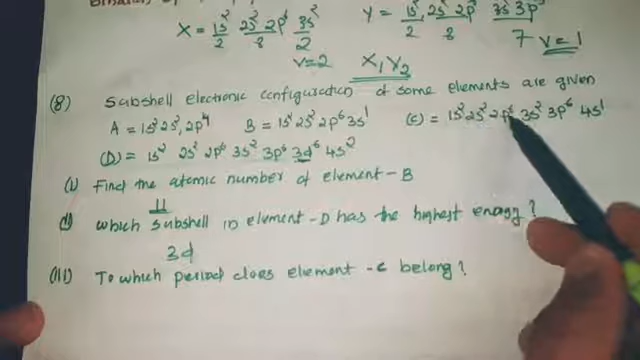 X = 1s² 2s² 2p⁶ 3s²
2 8 2
Y = 1s², 2s² 2p⁶ 3s² 3p⁵
2 8 7
V=2 X₁Y₂ V=1
(8) Subshell electronic configuration of some elements are given
A = 1s² 2s², 2p⁴ B = 1s² 2s² 2p⁶ 3s¹ (C) = 1s² 2s² 2p⁶ 3s² 3p⁶ 4s¹
(D) = 1s² 2s² 2p⁶ 3s² 3p⁶ 3d⁶ 4s²
(i) Find the atomic number of element - B
11
which subshell in element - D has the highest energy?
3d
(iii) To which period does element - c belong?